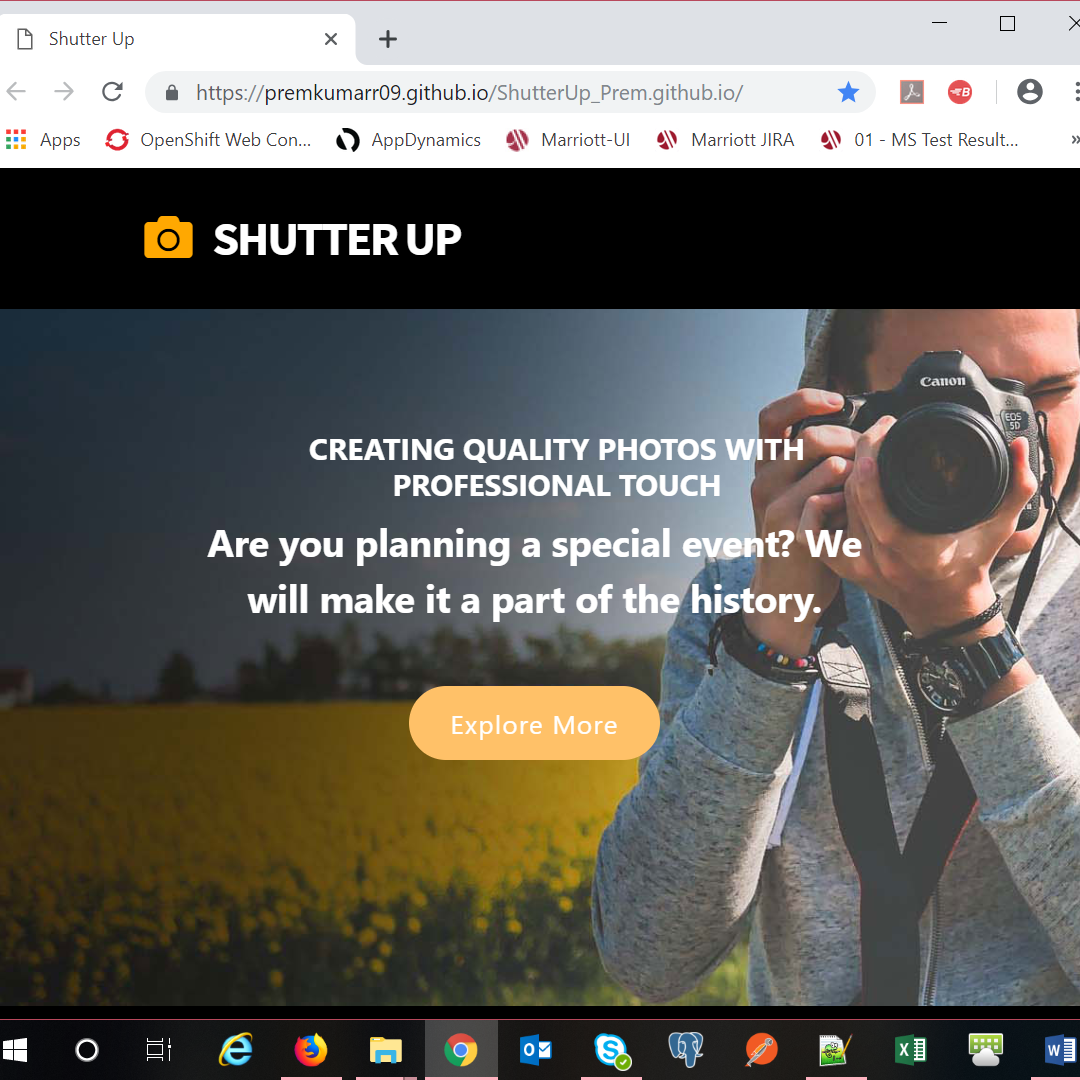 Shutter Up
https://premkumarr09.github.io/ShutterUp_Prem.github.io/
Apps OpenShift Web Con... AppDynamics Marriott-UI Marriott JIRA 01 - MS Test Result... »
SHUTTER UP
Canon
EOS
5D
CREATING QUALITY PHOTOS WITH
PROFESSIONAL TOUCH
Are you planning a special event? We
will make it a part of the history.
Explore More